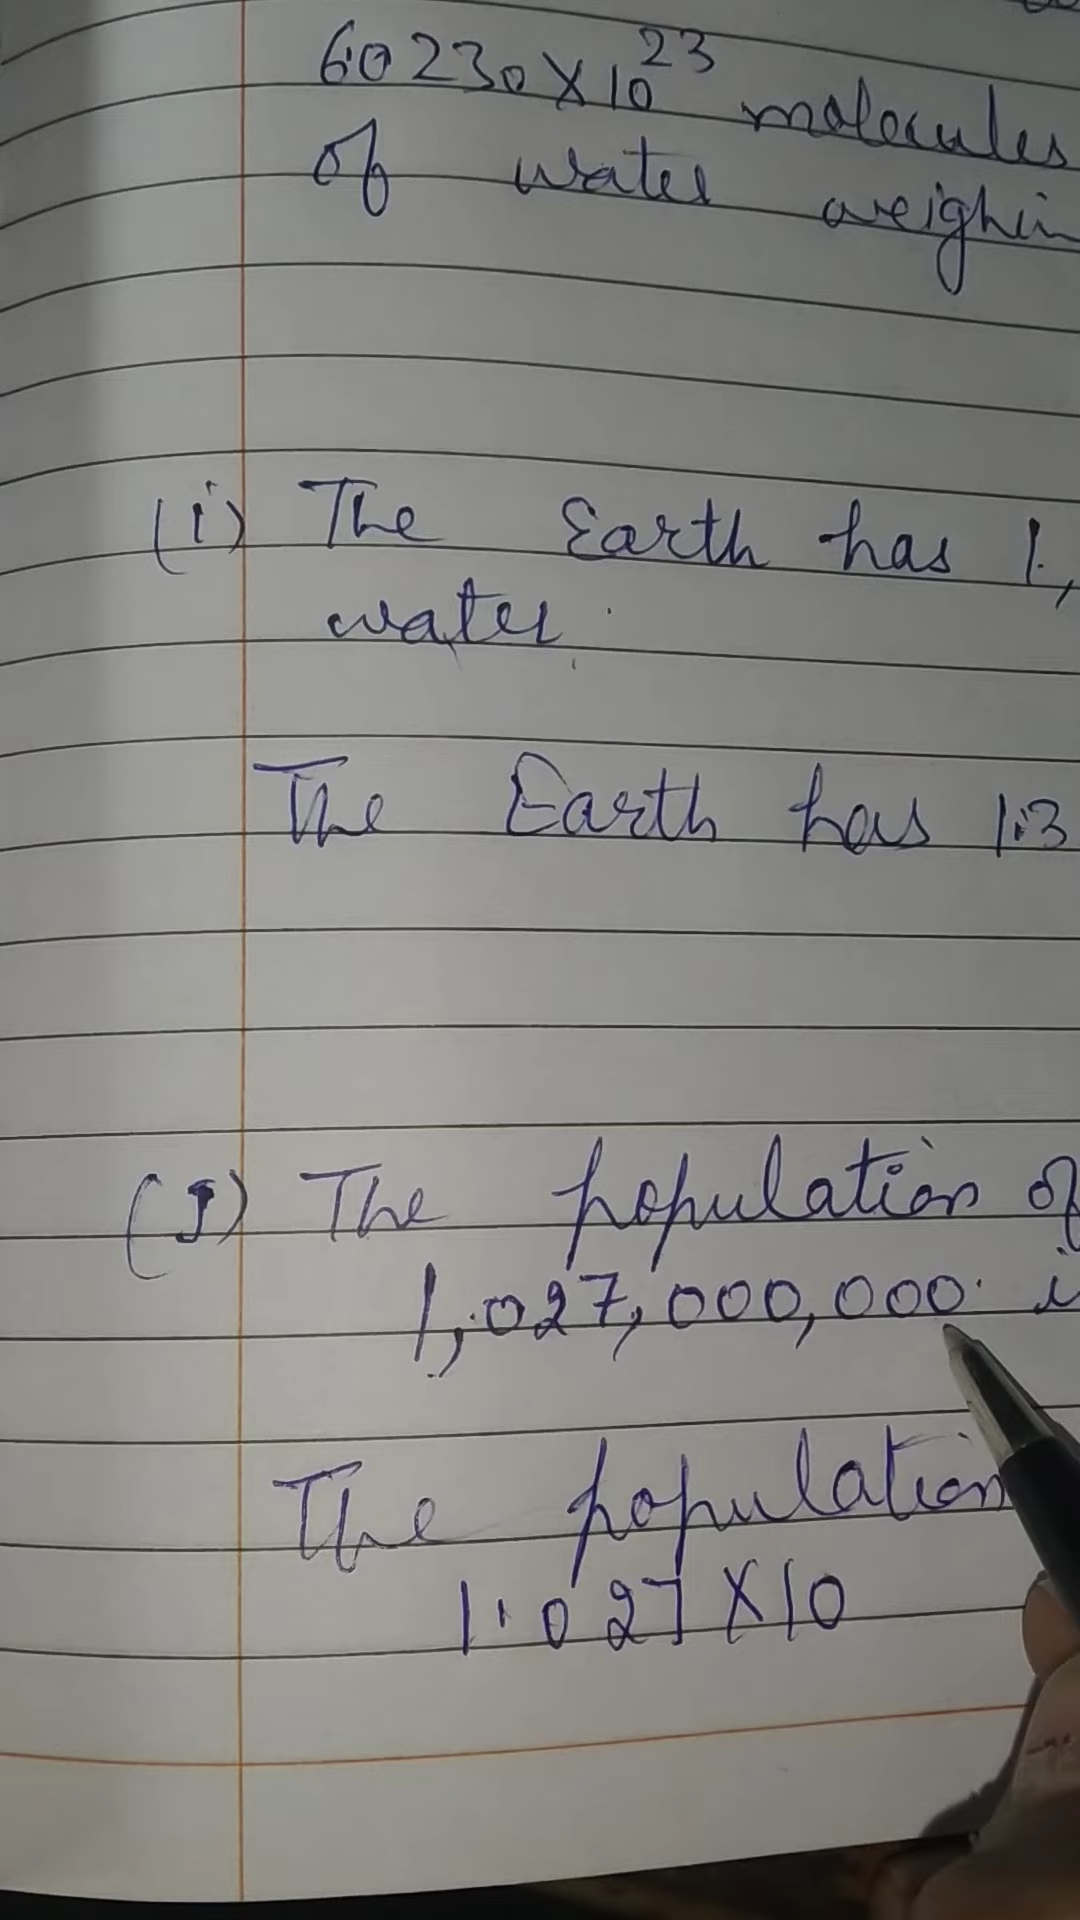 6.0230×10²³ molecules
of water weighin
(i) The Earth has 1.,
water.
The Earth has 1.3
(J) The population of
1,027,000,000. i
The population
1.027×10